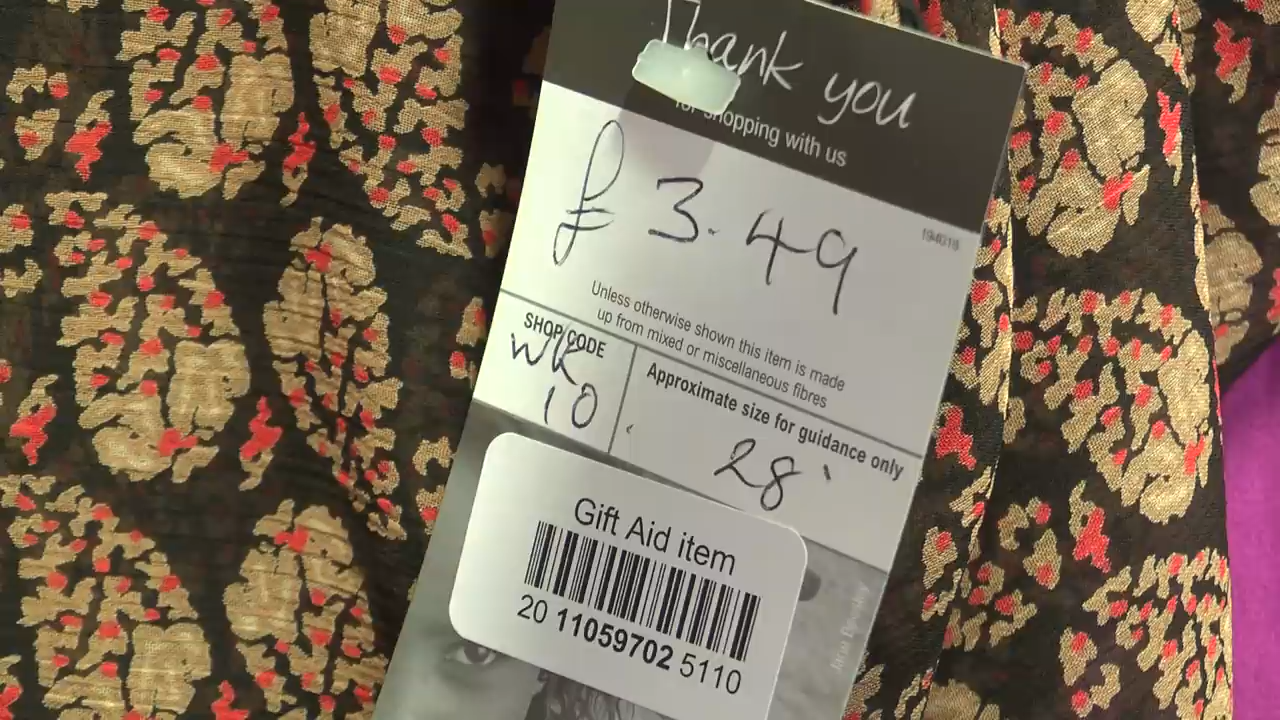 Thank you
for shopping with us
£3.49
194019
Unless otherwise shown this item is made
up from mixed or miscellaneous fibres
SHOP CODE
WK
10
Approximate size for guidance only
28
Gift Aid item
20 11059702 5110